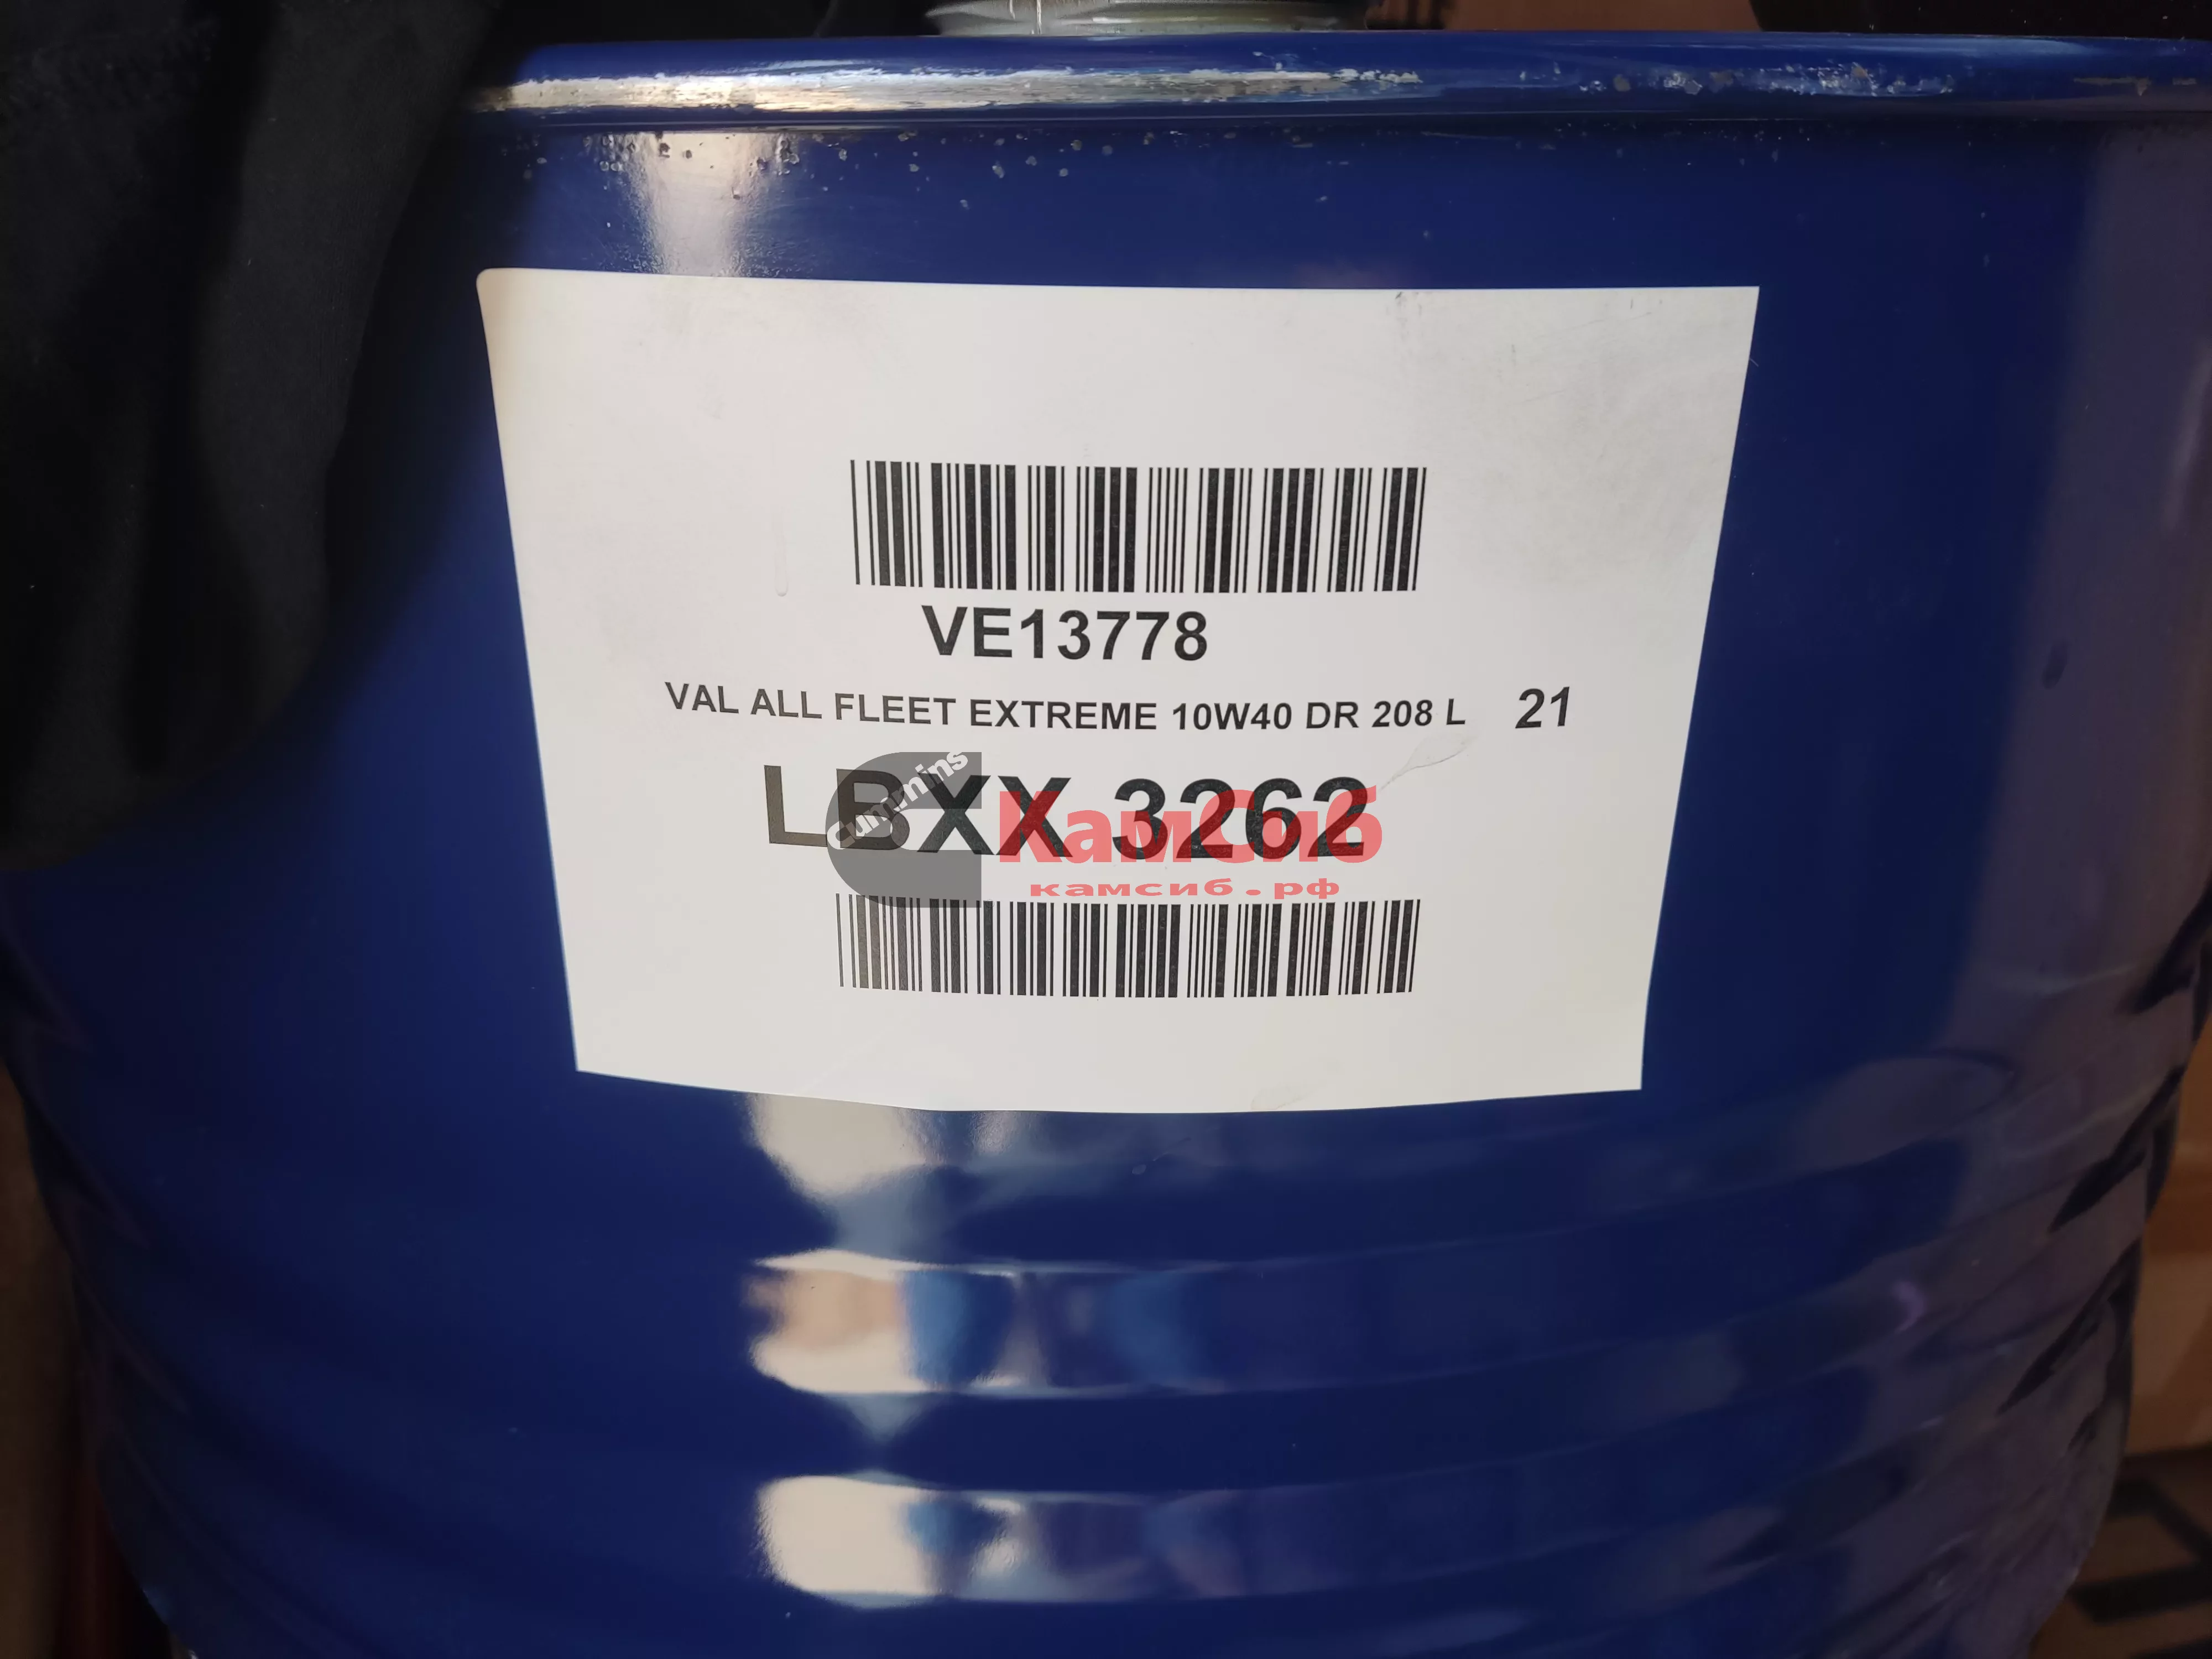 VE13778
VAL ALL FLEET EXTREME 10W40 DR 208 L 21
LBXX 3262
cummins
КамСиб
камсиб.рф